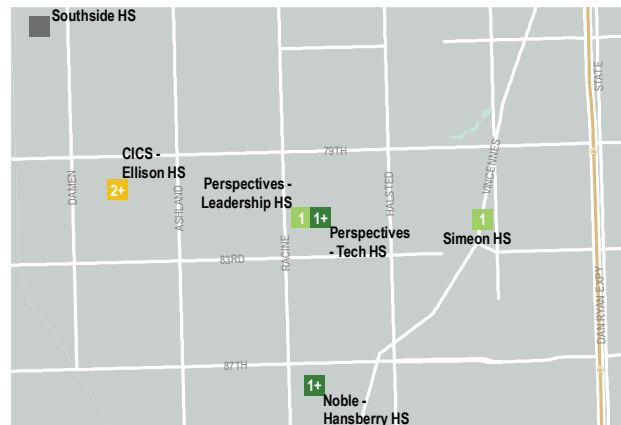 Southside HS
STATE
79TH
CICS -
Ellison HS
2+
DAMEN
ASHLAND
Perspectives -
Leadership HS
1
1+
Perspectives
- Tech HS
RACINE
HALSTED
VINCENNES
1
Simeon HS
83RD
DAN RYAN EXPY
87TH
1+
Noble -
Hansberry HS